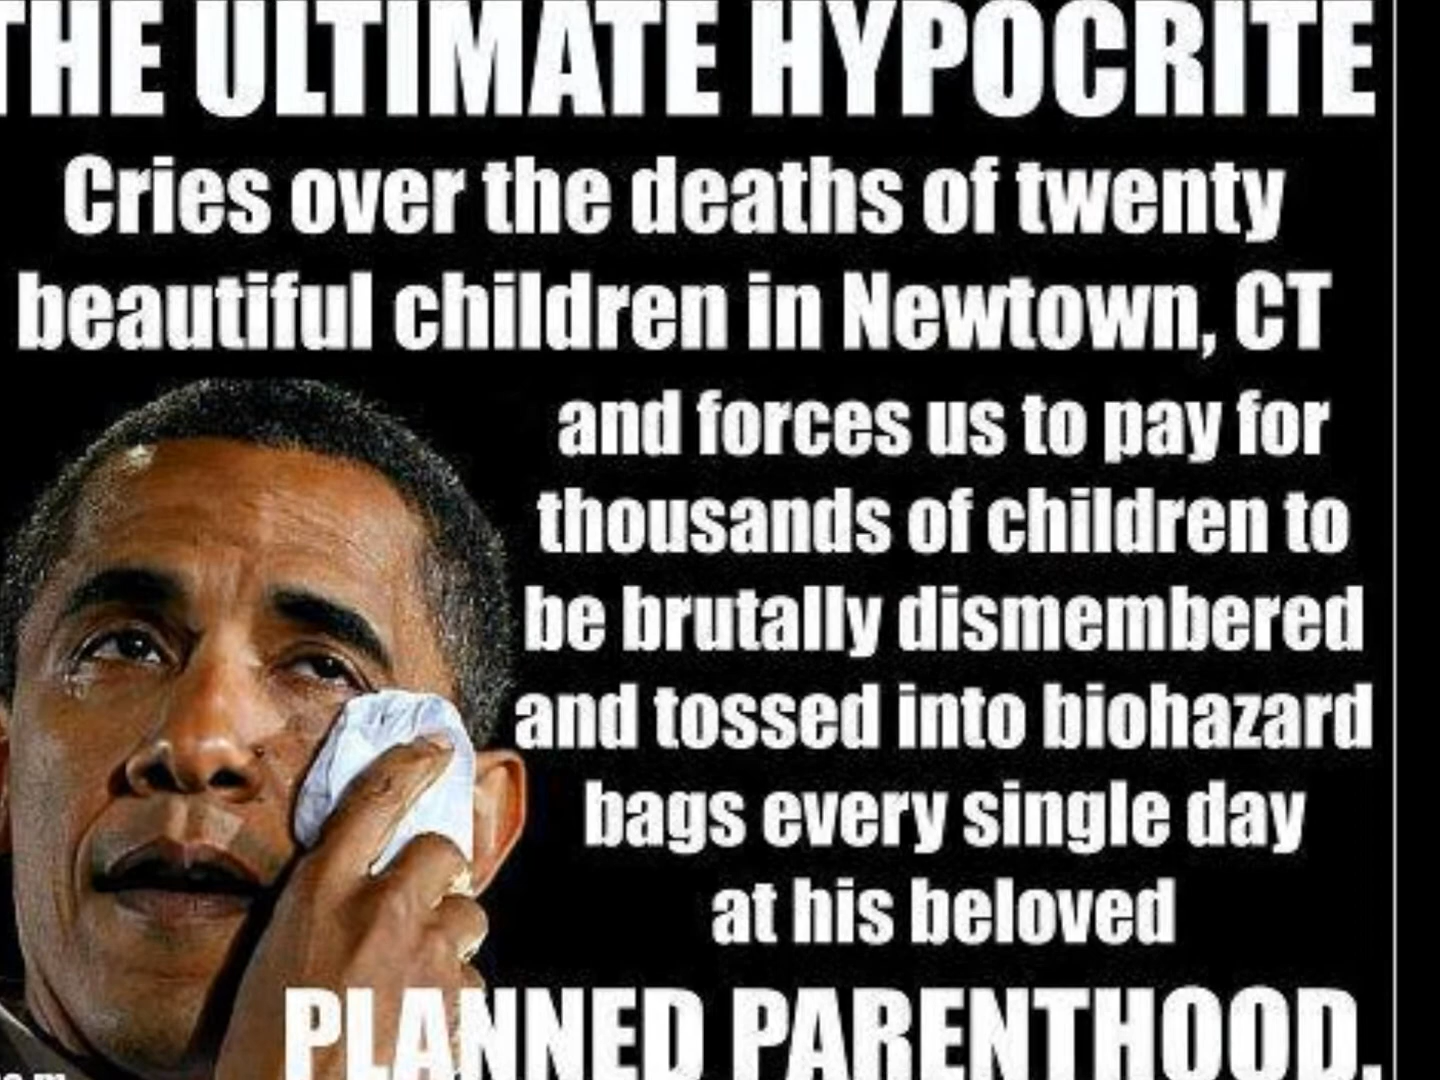 THE ULTIMATE HYPOCRITE
Cries over the deaths of twenty
beautiful children in Newtown, CT
and forces us to pay for
thousands of children to
be brutally dismembered
and tossed into biohazard
bags every single day
at his beloved
PLANNED PARENTHOOD.